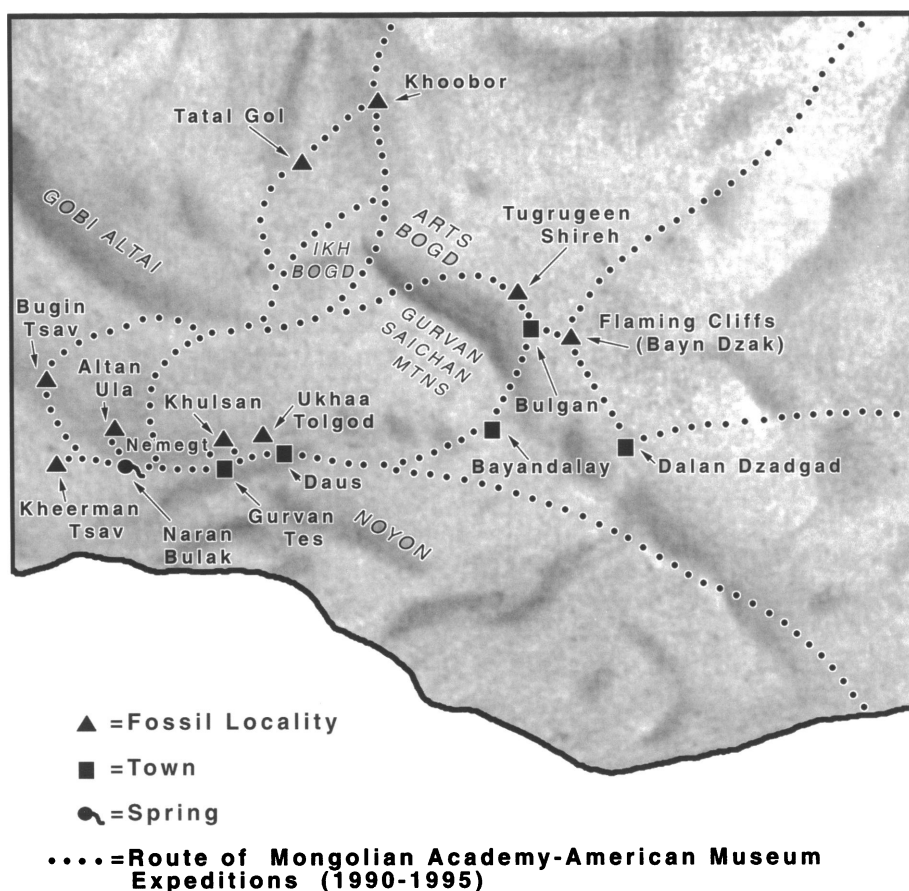 Khoobor
Tatal Gol
GOBI ALTAI
ARTS
BOGD
IKH
BOGD
Tugrugeen
Shireh
Bugin
Tsav
GURVAN
SAICHAN
MTNS
Flaming Cliffs
(Bayn Dzak)
Altan
Ula
Khulsan
Ukhaa
Tolgod
Bulgan
Nemegt
Bayandalay
Dalan Dzadgad
Daus
Kheerman
Tsav
Naran
Bulak
Gurvan
Tes
NOYON
=Fossil Locality
=Town
=Spring
....=Route of Mongolian Academy-American Museum
Expeditions (1990-1995)